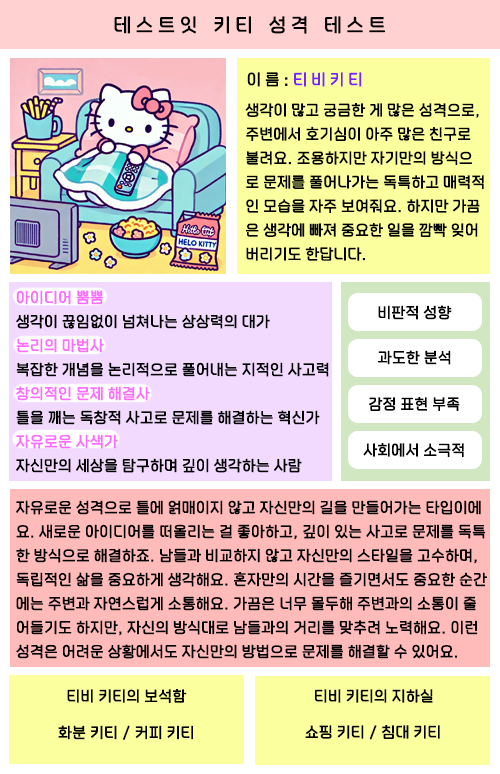 테스트잇 키티 성격 테스트
이름 : 티비키티
생각이 많고 궁금한 게 많은 성격으로,
주변에서 호기심이 아주 많은 친구로
불려요. 조용하지만 자기만의 방식으
로 문제를 풀어나가는 독특하고 매력적
인 모습을 자주 보여줘요. 하지만 가끔
은 생각에 빠져 중요한 일을 깜빡 잊어
버리기도 한답니다.
HELLO KITTY
아이디어 뿜뿜
생각이 끊임없이 넘쳐나는 상상력의 대가
논리의 마법사
복잡한 개념을 논리적으로 풀어내는 지적인 사고력
창의적인 문제 해결사
틀을 깨는 독창적 사고로 문제를 해결하는 혁신가
자유로운 사색가
자신만의 세상을 탐구하며 깊이 생각하는 사람
비판적 성향
과도한 분석
감정 표현 부족
사회에서 소극적
자유로운 성격으로 틀에 얽매이지 않고 자신만의 길을 만들어가는 타입이에
요. 새로운 아이디어를 떠올리는 걸 좋아하고, 깊이 있는 사고로 문제를 독특
한 방식으로 해결하죠. 남들과 비교하지 않고 자신만의 스타일을 고수하며,
독립적인 삶을 중요하게 생각해요. 혼자만의 시간을 즐기면서도 중요한 순간
에는 주변과 자연스럽게 소통해요. 가끔은 너무 몰두해 주변과의 소통이 줄
어들기도 하지만, 자신의 방식대로 남들과의 거리를 맞추려 노력해요. 이런
성격은 어려운 상황에서도 자신만의 방법으로 문제를 해결할 수 있어요.
티비 키티의 보석함
화분 키티 / 커피 키티
티비 키티의 지하실
쇼핑 키티 / 침대 키티